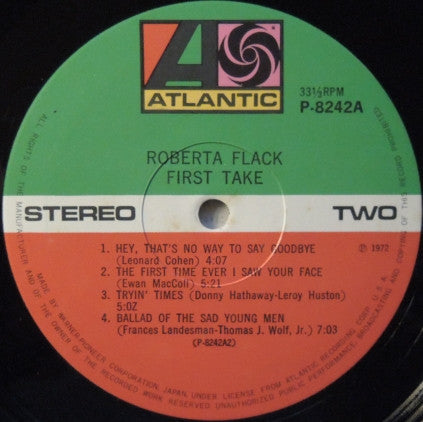 ATLANTIC
33⅓RPM
P-8242A
ROBERTA FLACK
FIRST TAKE
STEREO
TWO
1. HEY, THAT'S NO WAY TO SAY GOODBYE
(Leonard Cohen) 4:07
2. THE FIRST TIME EVER I SAW YOUR FACE
(Ewan MacColl) 5:21
3. TRYIN' TIMES (Donny Hathaway-Leroy Huston)
5:0Z
4. BALLAD OF THE SAD YOUNG MEN
(Frances Landesman-Thomas J. Wolf, Jr.) 7:03
(P-8242A2)
℗ 1972
MADE BY WARNER-PIONEER CORPORATION, JAPAN, UNDER LICENSE FROM ATLANTIC RECORDING CORP., U.S.A.
ALL RIGHTS OF THE MANUFACTURER AND OF THE OWNER OF THE RECORDED WORK RESERVED UNAUTHORIZED PUBLIC PERFORMANCE, BROADCASTING AND COPYING OF THIS RECORD PROHIBITED